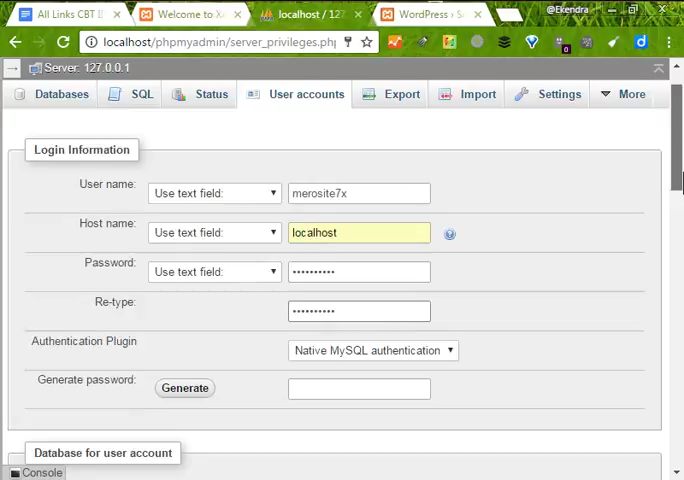 @Ekendra
All Links CBT I
Welcome to X
localhost / 127
WordPress › S
localhost/phpmyadmin/server_privileges.php
0
Server: 127.0.0.1
Databases SQL Status User accounts Export Import Settings More
Login Information
User name: Use text field: merosite7x
Host name: Use text field: localhost
Password: Use text field: ••••••••••
Re-type: ••••••••••
Authentication Plugin Native MySQL authentication
Generate password: Generate
Database for user account
Console